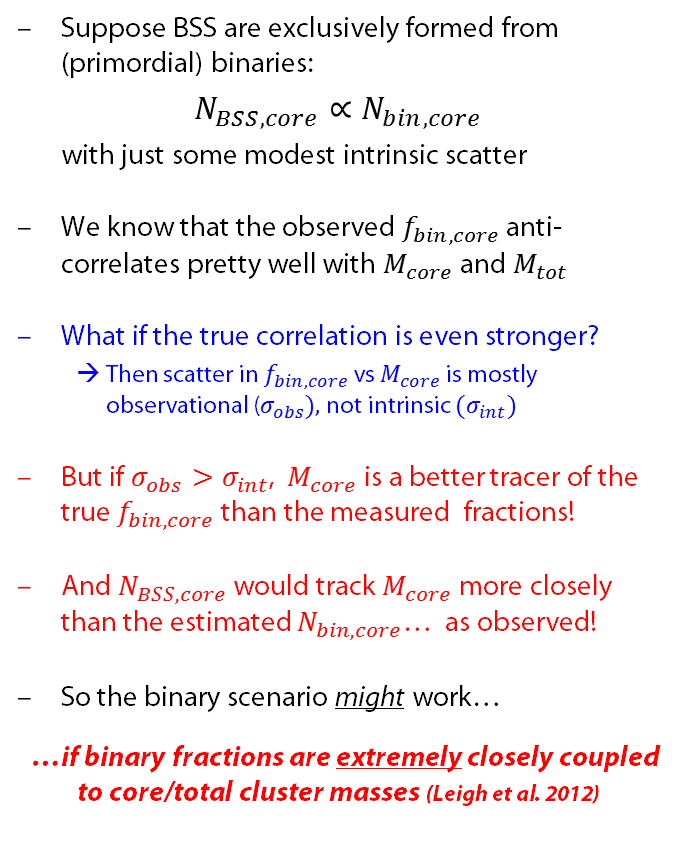 – Suppose BSS are exclusively formed from
(primordial) binaries:
N_{BSS,core} ∝ N_{bin,core}
with just some modest intrinsic scatter
– We know that the observed f_{bin,core} anti-
correlates pretty well with M_{core} and M_{tot}
– What if the true correlation is even stronger?
→ Then scatter in f_{bin,core} vs M_{core} is mostly
observational (σ_{obs}), not intrinsic (σ_{int})
– But if σ_{obs} > σ_{int}, M_{core} is a better tracer of the
true f_{bin,core} than the measured fractions!
– And N_{BSS,core} would track M_{core} more closely
than the estimated N_{bin,core}… as observed!
– So the binary scenario might work…
…if binary fractions are extremely closely coupled
to core/total cluster masses (Leigh et al. 2012)